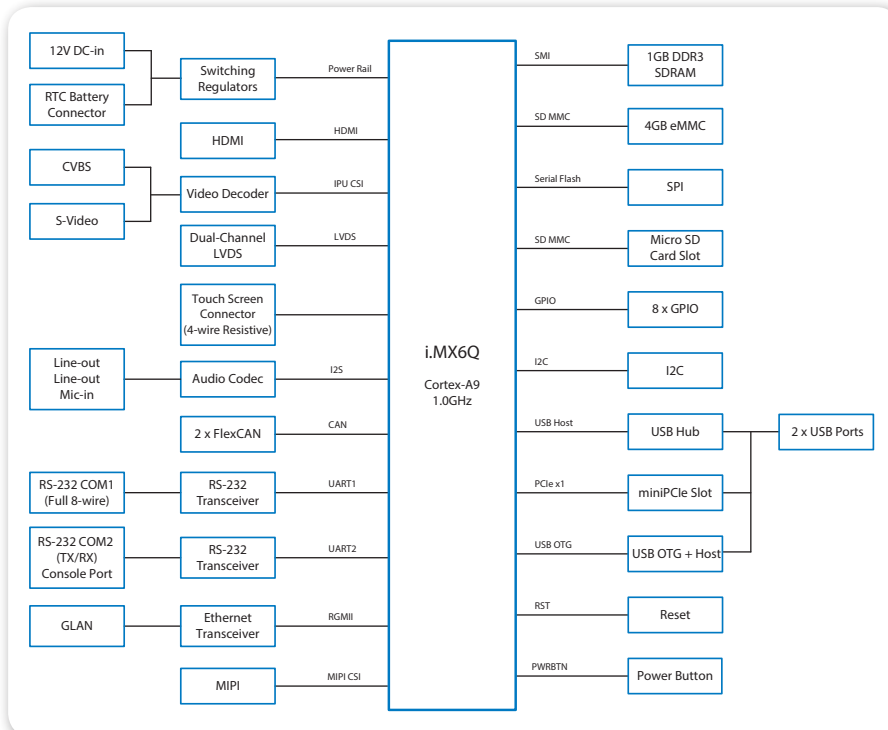 12V DC-in
RTC Battery
Connector
Switching
Regulators
Power Rail
HDMI
HDMI
CVBS
S-Video
Video Decoder
IPU CSI
Dual-Channel
LVDS
LVDS
Touch Screen
Connector
(4-wire Resistive)
Line-out
Line-out
Mic-in
Audio Codec
I2S
2 x FlexCAN
CAN
RS-232 COM1
(Full 8-wire)
RS-232
Transceiver
UART1
RS-232 COM2
(TX/RX)
Console Port
RS-232
Transceiver
UART2
GLAN
Ethernet
Transceiver
RGMII
MIPI
MIPI CSI
i.MX6Q
Cortex-A9
1.0GHz
SMI
1GB DDR3
SDRAM
SD MMC
4GB eMMC
Serial Flash
SPI
SD MMC
Micro SD
Card Slot
GPIO
8 x GPIO
I2C
I2C
USB Host
USB Hub
2 x USB Ports
PCIe x1
miniPCIe Slot
USB OTG
USB OTG + Host
RST
Reset
PWRBTN
Power Button